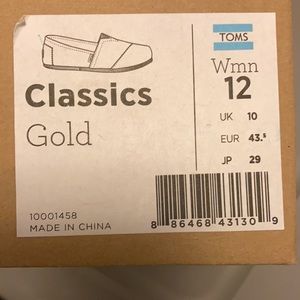 TOMS
Classics
Gold
Wmn
12
UK 10
EUR 43.5
JP 29
10001458
MADE IN CHINA
8 86468 43130 9